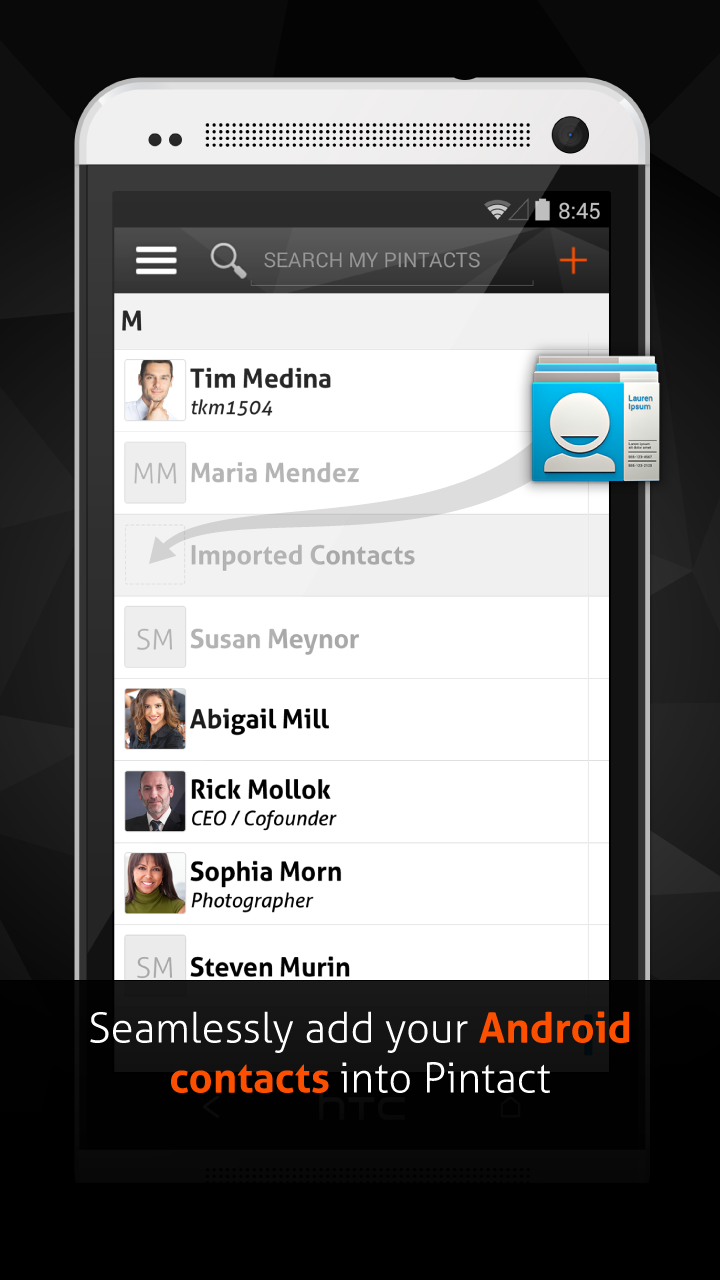 8:45
SEARCH MY PINTACTS
M
Tim Medina
tkm1504
Lauren
Ipsum
MM Maria Mendez
Imported Contacts
SM Susan Meynor
Abigail Mill
Rick Mollok
CEO / Cofounder
Sophia Morn
Photographer
SM Steven Murin
Seamlessly add your Android
contacts into Pintact
hTC